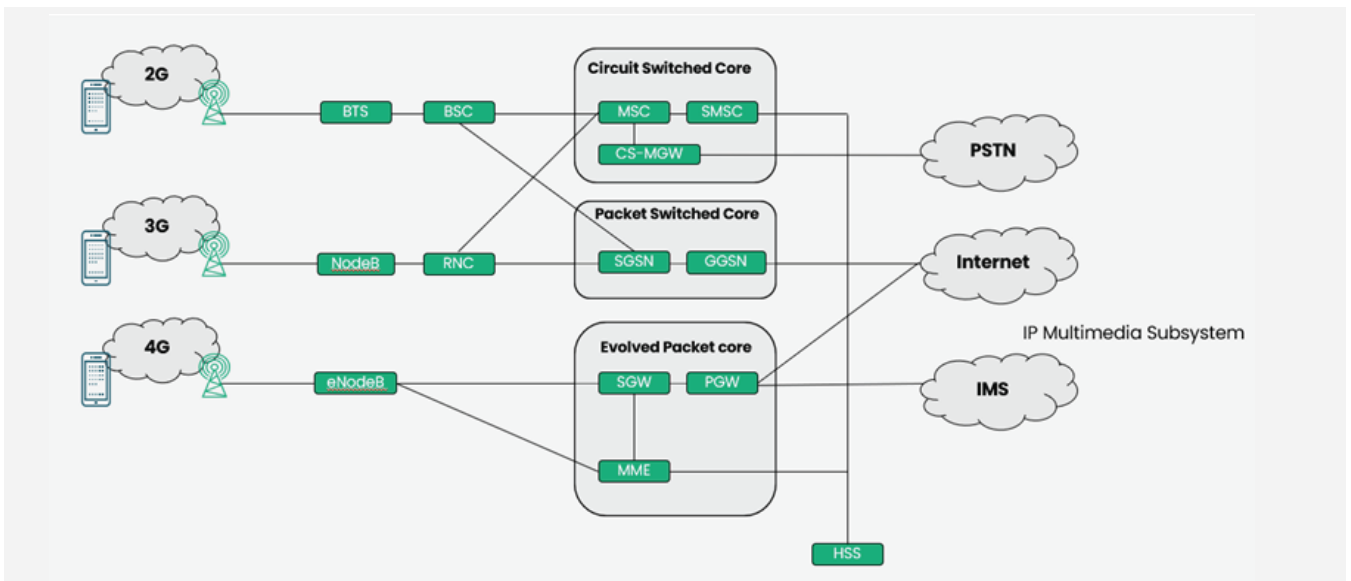 2G
Circuit Switched Core
BTS
BSC
MSC
SMSC
CS-MGW
PSTN
3G
Packet Switched Core
NodeB
RNC
SGSN
GGSN
Internet
IP Multimedia Subsystem
4G
Evolved Packet core
eNodeB
SGW
PGW
IMS
MME
HSS